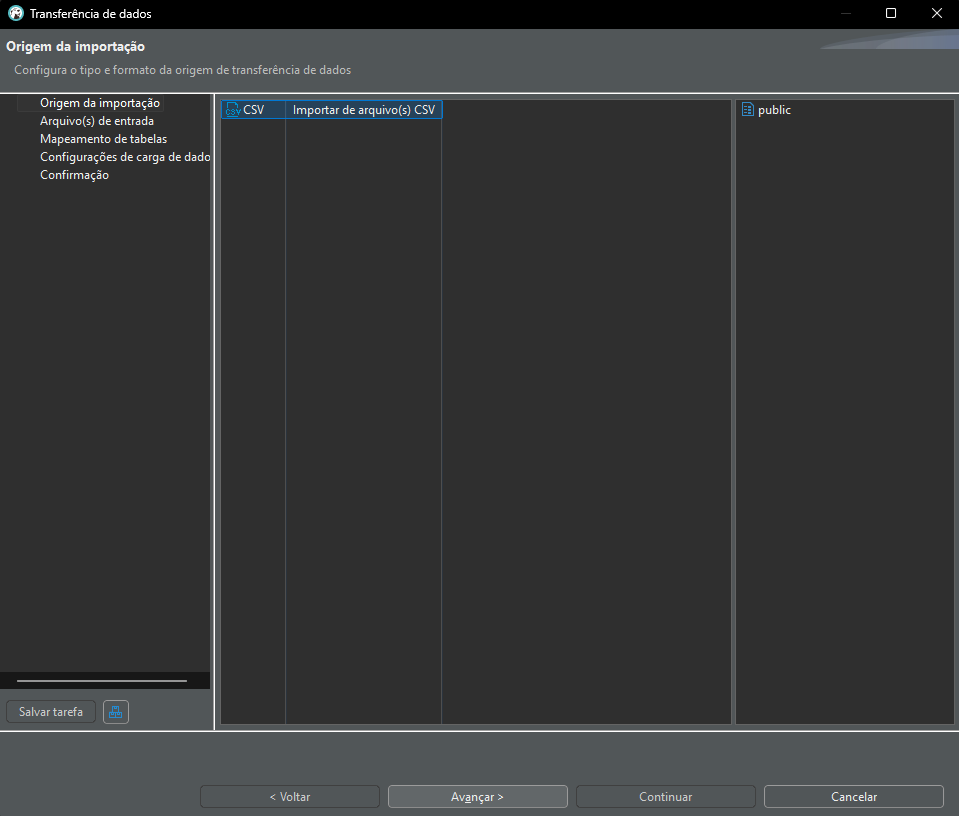 Transferência de dados
Origem da importação
Configura o tipo e formato da origem de transferência de dados
Origem da importação
Arquivo(s) de entrada
Mapeamento de tabelas
Configurações de carga de dado
Confirmação
CSV Importar de arquivo(s) CSV
public
Salvar tarefa
< Voltar
Avançar >
Continuar
Cancelar